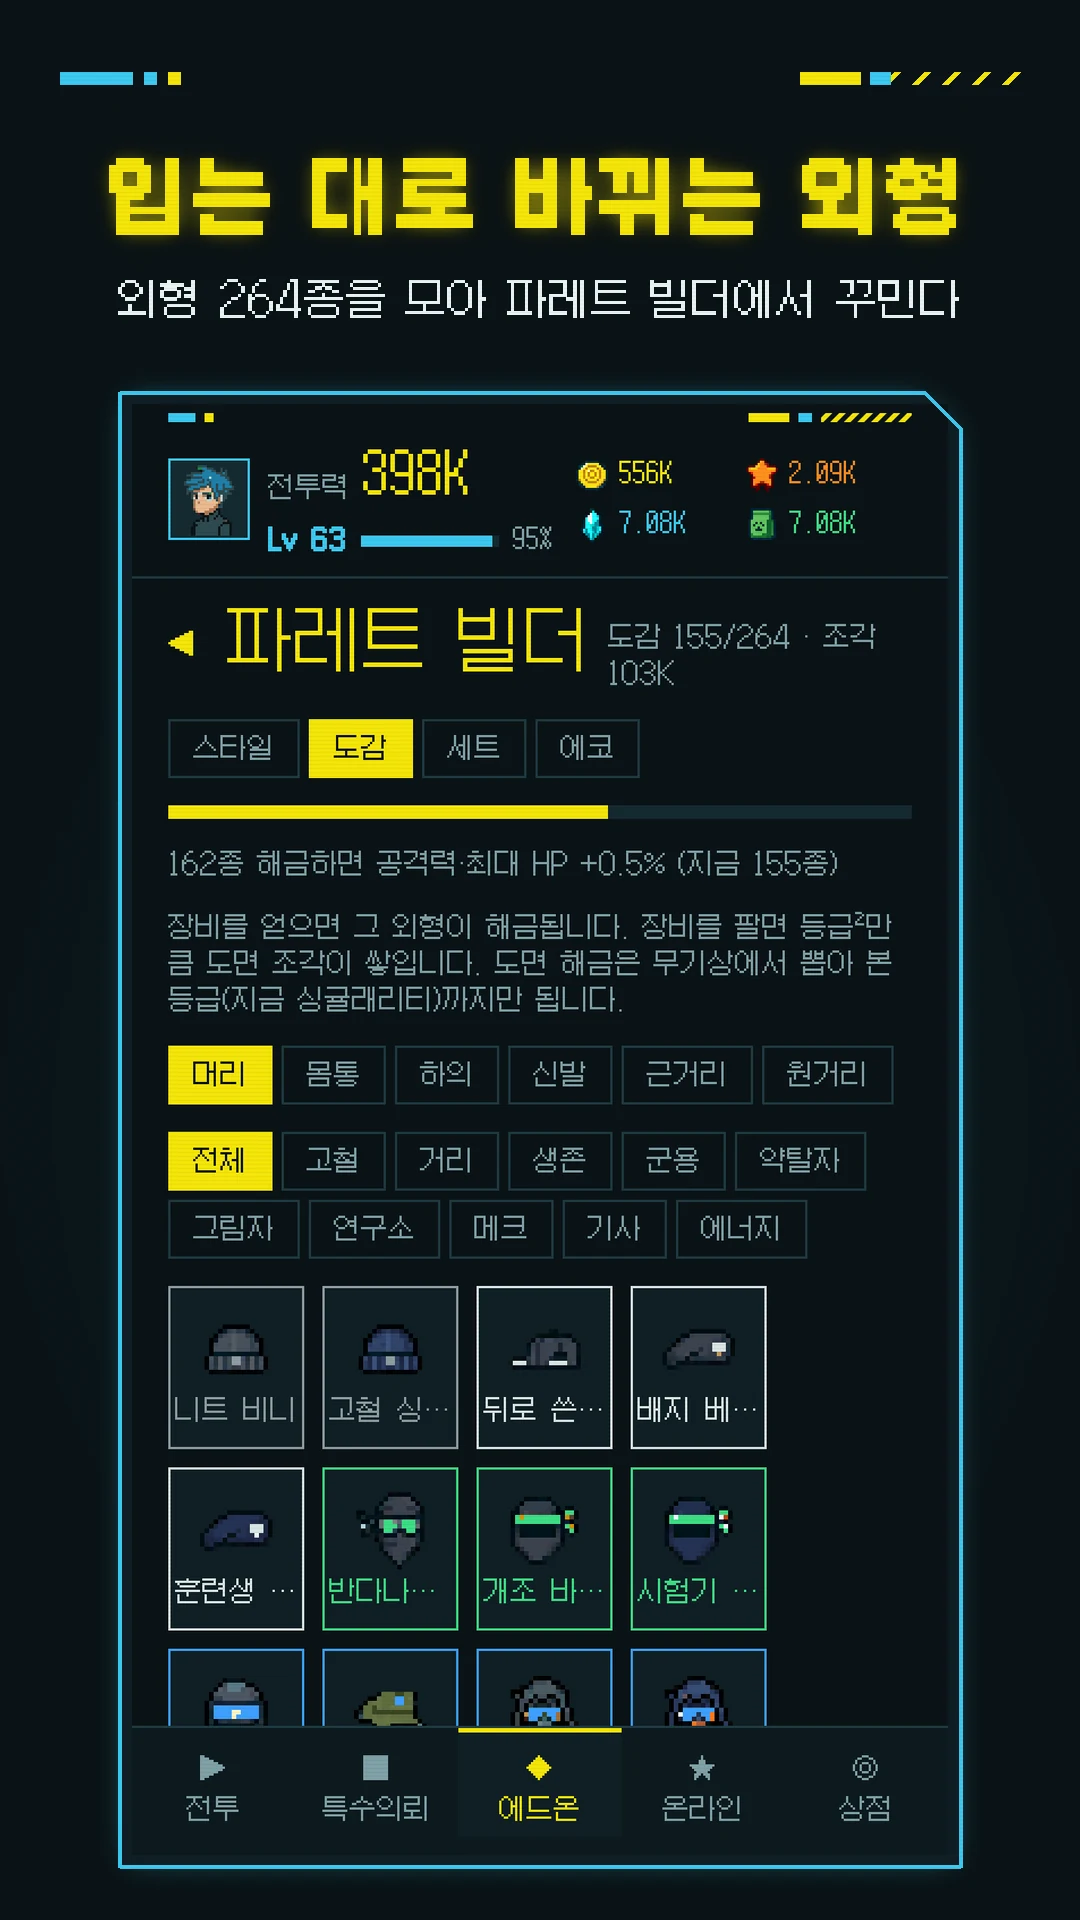 입는 대로 바뀌는 외형
외형 264종을 모아 파레트 빌더에서 꾸민다
전투력 398K
556K
2.09K
Lv 63
95%
7.08K
7.08K
파레트 빌더
도감 155/264 · 조각
103K
스타일
도감
세트
에코
162종 해금하면 공격력·최대 HP +0.5% (지금 155종)
장비를 얻으면 그 외형이 해금됩니다. 장비를 팔면 등급²만
큼 도면 조각이 쌓입니다. 도면 해금은 무기상에서 뽑아 본
등급(지금 싱귤래리티)까지만 됩니다.
머리
몸통
하의
신발
근거리
원거리
전체
고철
거리
생존
군용
약탈자
그림자
연구소
메크
기사
에너지
니트 비니
고철 싱…
뒤로 쓴…
배지 베…
훈련생 …
반다나…
개조 바…
시험기 …
전투
특수의뢰
에드온
온라인
상점